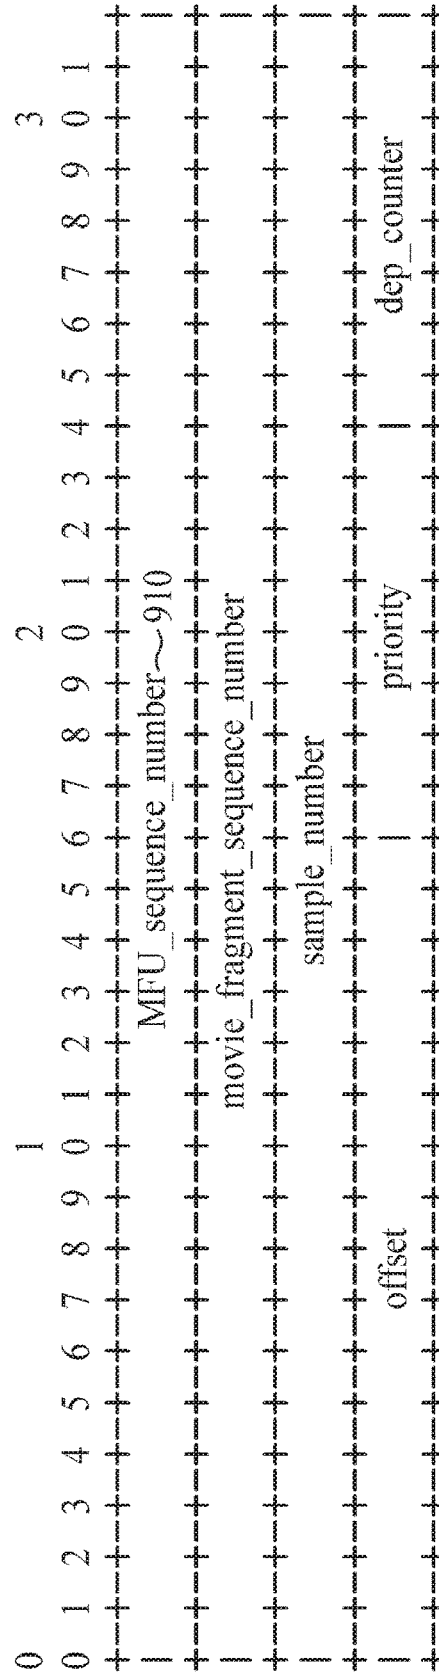 0 1 2 3
0 1 2 3 4 5 6 7 8 9 0 1 2 3 4 5 6 7 8 9 0 1 2 3 4 5 6 7 8 9 0 1
+--+--+--+--+--+--+--+--+--+--+--+--+--+--+--+--+--+--+--+--+--+--+--+--+--+--+--+--+--+--+--+--+
| MFU_sequence_number~910 |
+--+--+--+--+--+--+--+--+--+--+--+--+--+--+--+--+--+--+--+--+--+--+--+--+--+--+--+--+--+--+--+--+
| movie_fragment_sequence_number |
+--+--+--+--+--+--+--+--+--+--+--+--+--+--+--+--+--+--+--+--+--+--+--+--+--+--+--+--+--+--+--+--+
| sample_number |
+--+--+--+--+--+--+--+--+--+--+--+--+--+--+--+--+--+--+--+--+--+--+--+--+--+--+--+--+--+--+--+--+
| offset | priority | dep_counter |
+--+--+--+--+--+--+--+--+--+--+--+--+--+--+--+--+--+--+--+--+--+--+--+--+--+--+--+--+--+--+--+--+